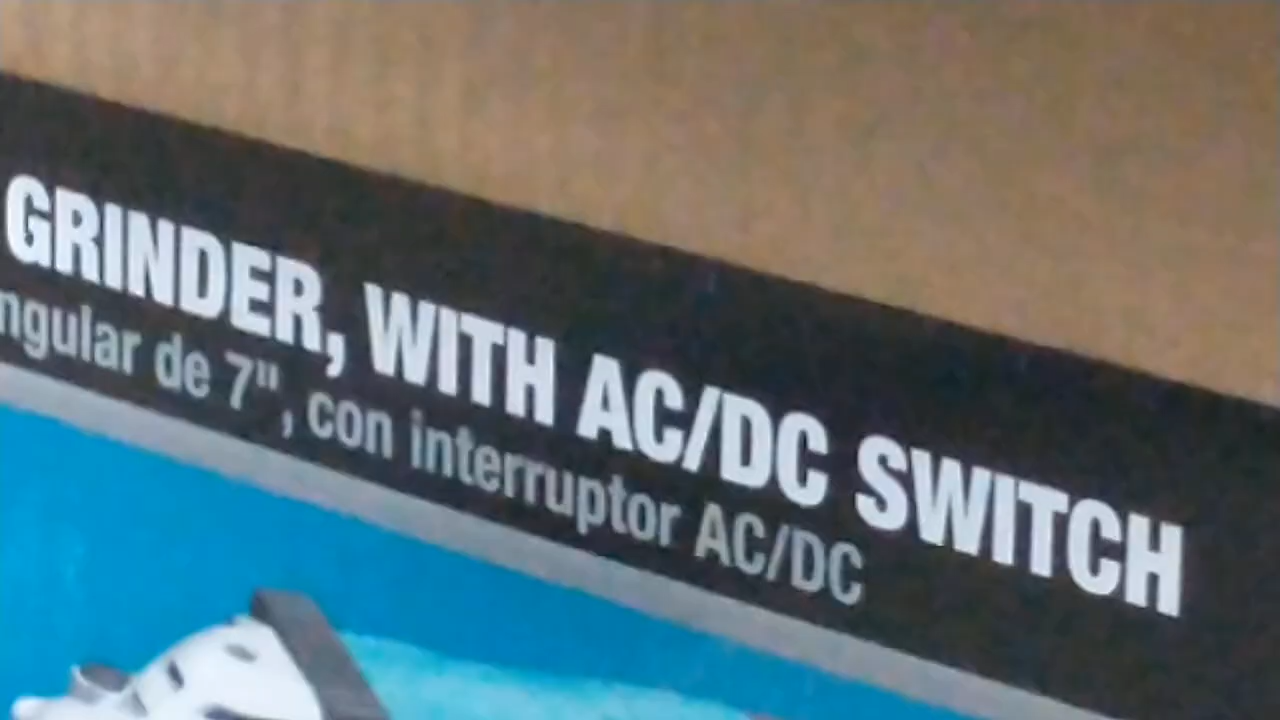 GRINDER, WITH AC/DC SWITCH
ngular de 7", con interruptor AC/DC